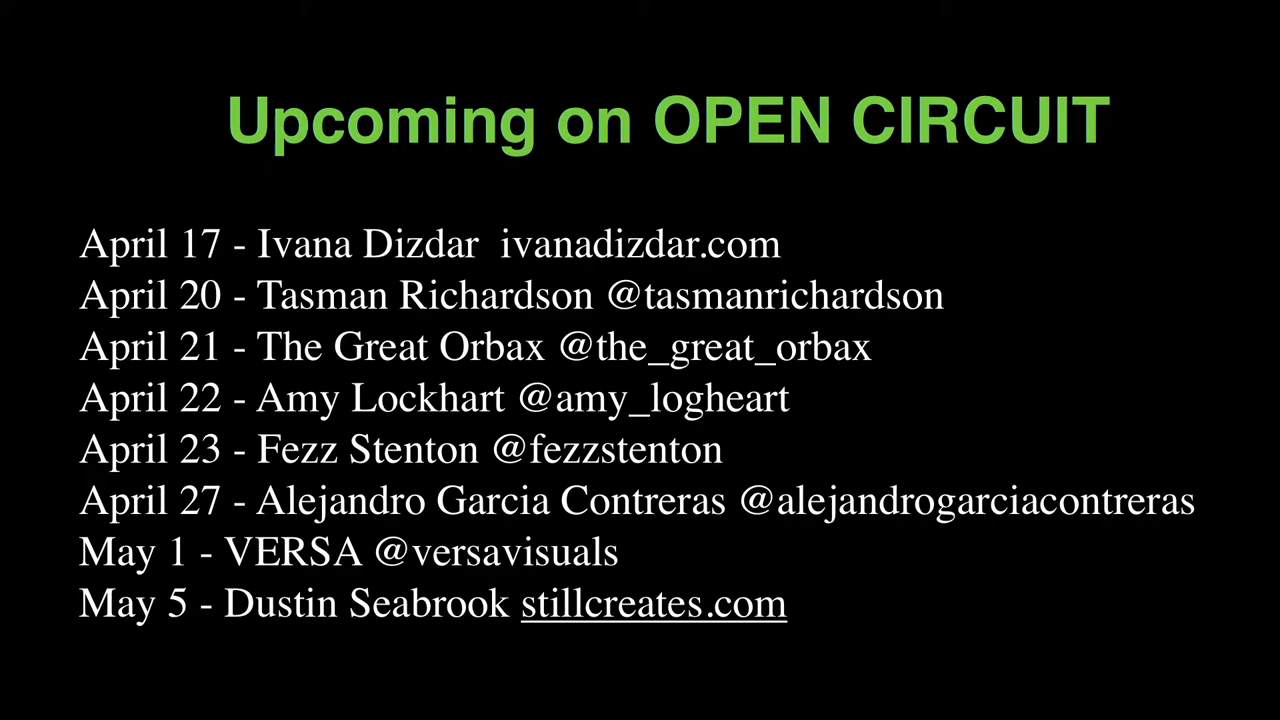 Upcoming on OPEN CIRCUIT
April 17 - Ivana Dizdar  ivanadizdar.com
April 20 - Tasman Richardson @tasmanrichardson
April 21 - The Great Orbax @the_great_orbax
April 22 - Amy Lockhart @amy_logheart
April 23 - Fezz Stenton @fezzstenton
April 27 - Alejandro Garcia Contreras @alejandrogarciacontreras
May 1 - VERSA @versavisuals
May 5 - Dustin Seabrook stillcreates.com